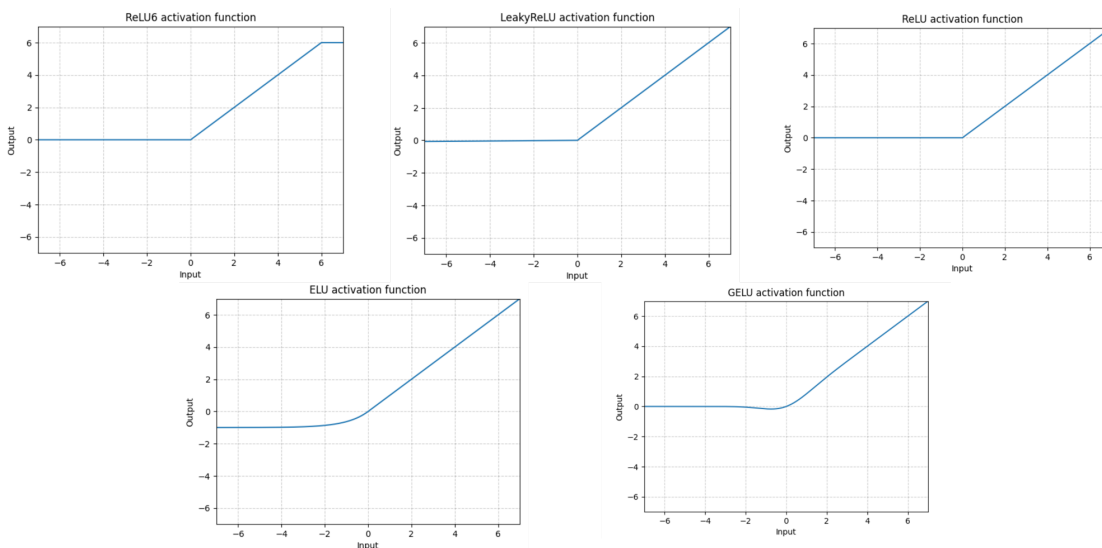 ReLU6 activation function
6
4
2
0
−2
−4
−6
Output
−6 −4 −2 0 2 4 6
Input
LeakyReLU activation function
6
4
2
0
−2
−4
−6
Output
−6 −4 −2 0 2 4 6
Input
ReLU activation function
6
4
2
0
−2
−4
−6
Output
−6 −4 −2 0 2 4 6
Input
ELU activation function
6
4
2
0
−2
−4
−6
Output
−6 −4 −2 0 2 4 6
Input
GELU activation function
6
4
2
0
−2
−4
−6
Output
−6 −4 −2 0 2 4 6
Input